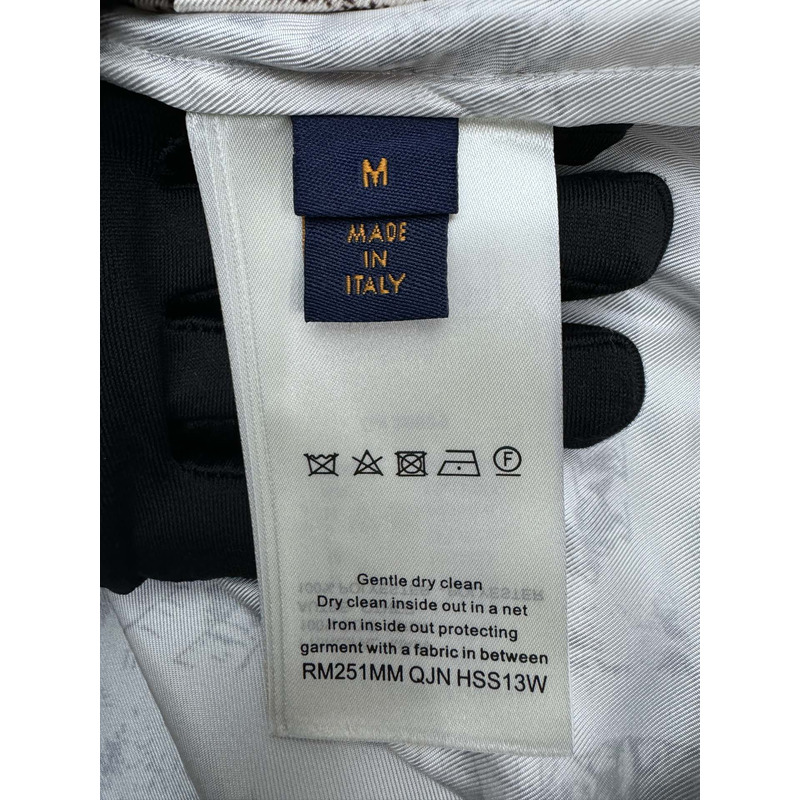 M
MADE
IN
ITALY
F
Gentle dry clean
Dry clean inside out in a net
Iron inside out protecting
garment with a fabric in between
RM251MM QJN HSS13W